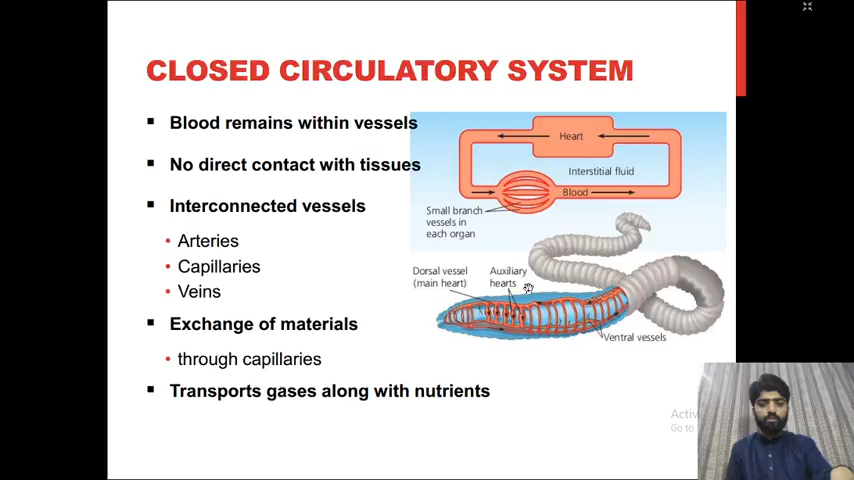 CLOSED CIRCULATORY SYSTEM
Blood remains within vessels
No direct contact with tissues
Interconnected vessels
Arteries
Capillaries
Veins
Exchange of materials
through capillaries
Transports gases along with nutrients
Heart
Interstitial fluid
Blood
Small branch
vessels in
each organ
Dorsal vessel
(main heart)
Auxiliary
hearts
Ventral vessels
Activ
Go to